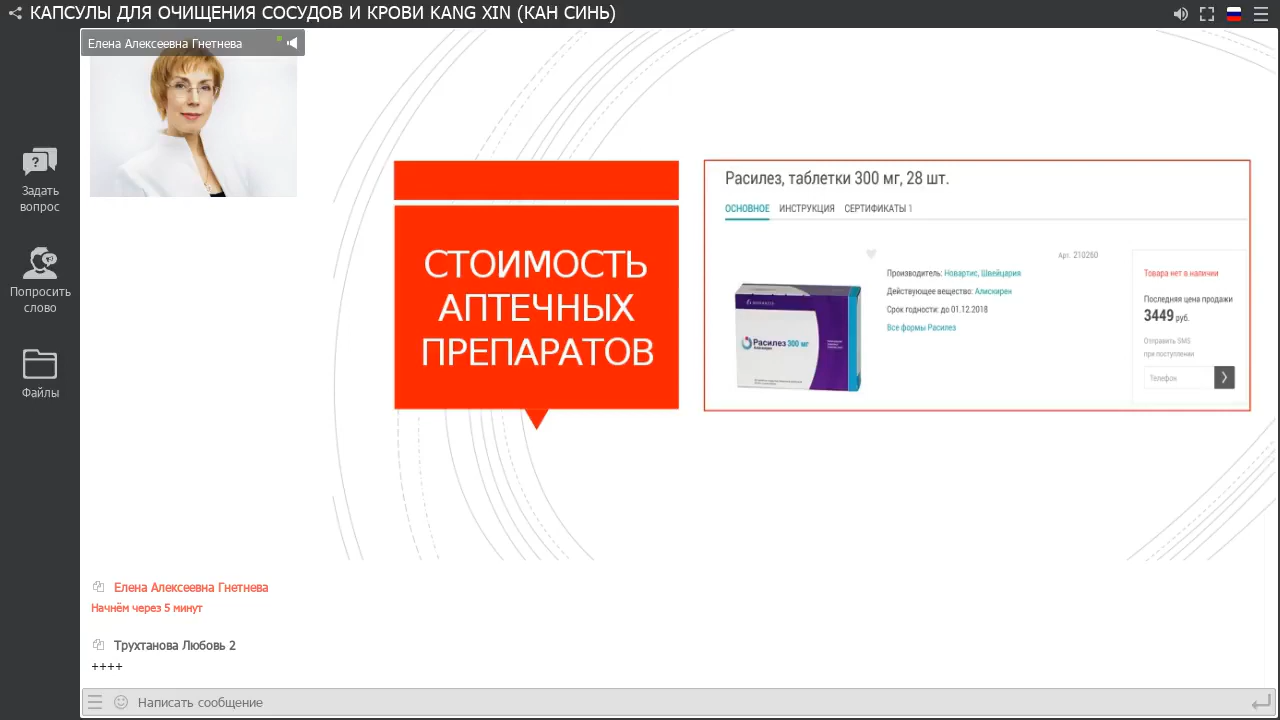 КАПСУЛЫ ДЛЯ ОЧИЩЕНИЯ СОСУДОВ И КРОВИ KANG XIN (КАН СИНЬ)
Елена Алексеевна Гнетнева
Задать
вопрос
Попросить
слово
Файлы
СТОИМОСТЬ
АПТЕЧНЫХ
ПРЕПАРАТОВ
Расилез, таблетки 300 мг, 28 шт.
ОСНОВНОЕ ИНСТРУКЦИЯ СЕРТИФИКАТЫ 1
Арт. 210260
Производитель: Новартис, Швейцария
Действующее вещество: Алискирен
Срок годности: до 01.12.2018
Все формы Расилез
Расилез 300 мг
Товара нет в наличии
Последняя цена продажи
3449 руб.
Отправить SMS
при поступлении
Телефон
Елена Алексеевна Гнетнева
Начнём через 5 минут
Трухтанова Любовь 2
++++
Написать сообщение